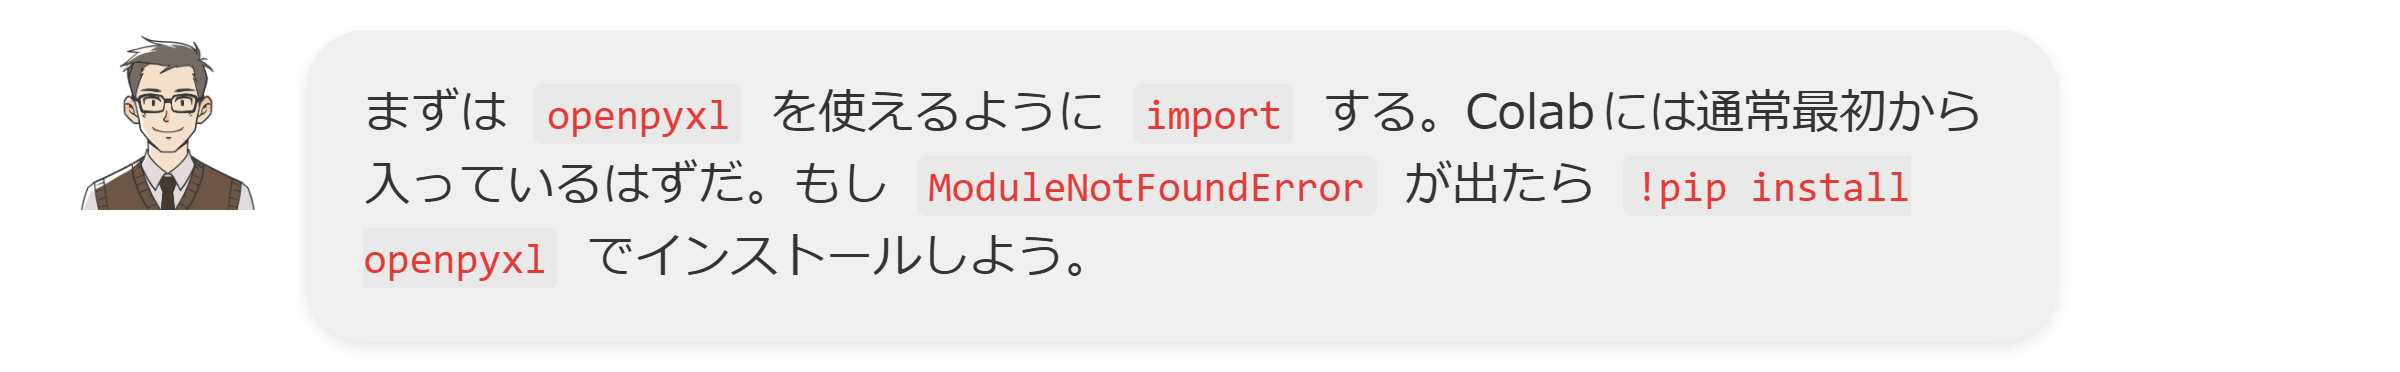 まずは openpyxl を使えるように import する。Colabには通常最初から
入っているはずだ。もし ModuleNotFoundError が出たら !pip install
openpyxl でインストールしよう。